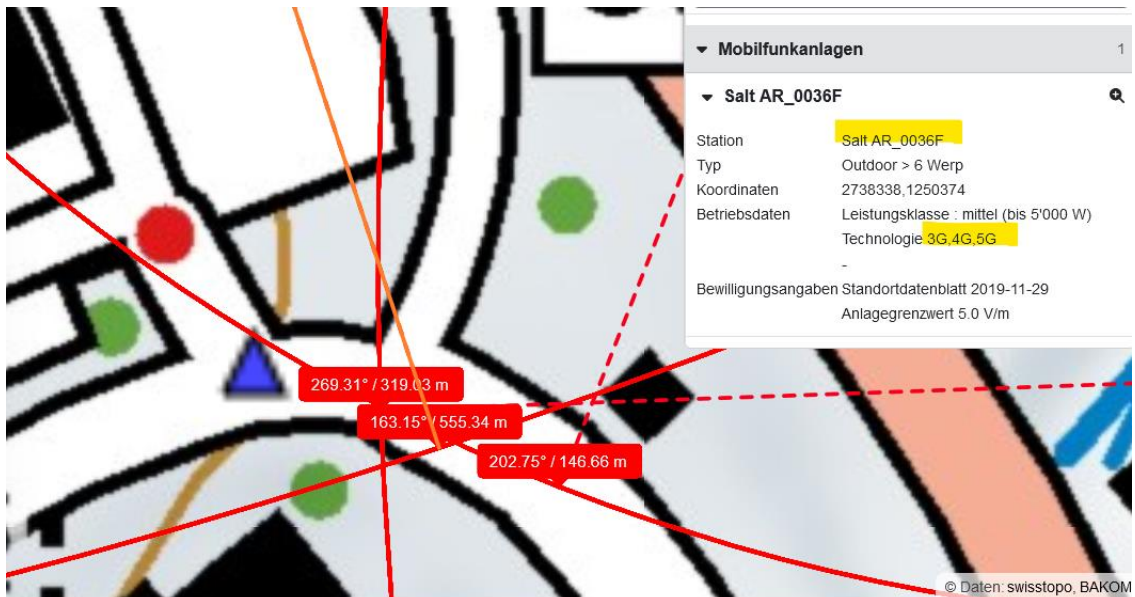 Mobilfunkanlagen 1
Salt AR_0036F
Station Salt AR_0036F
Typ Outdoor > 6 Werp
Koordinaten 2738338,1250374
Betriebsdaten Leistungsklasse : mittel (bis 5'000 W)
Technologie 3G,4G,5G
-
Bewilligungsangaben Standortdatenblatt 2019-11-29
Anlagegrenzwert 5.0 V/m
269.31° / 319.03 m
163.15° / 555.34 m
202.75° / 146.66 m
© Daten: swisstopo, BAKOM